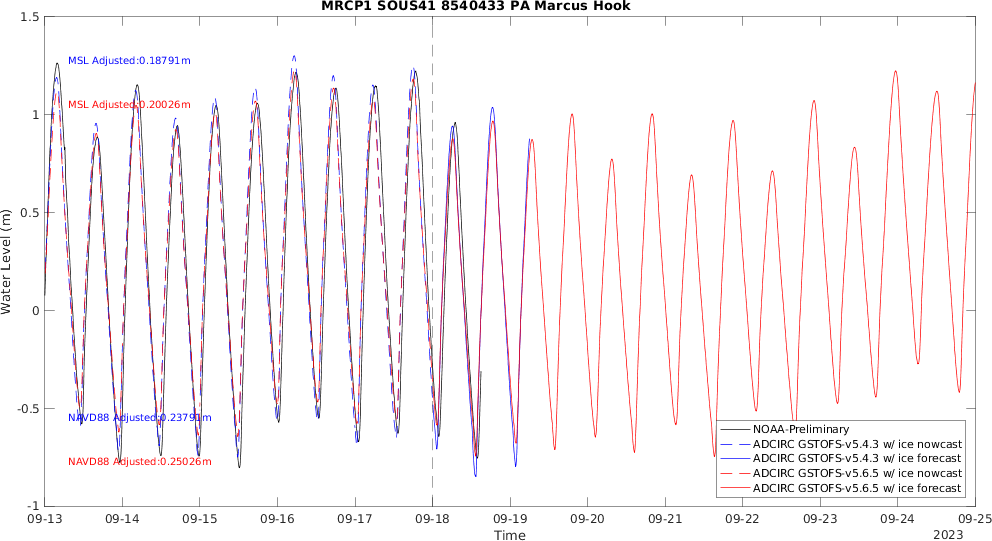 MRCP1 SOUS41 8540433 PA Marcus Hook
1.5
MSL Adjusted:0.18791m
MSL Adjusted:0.20026m
1
0.5
Water Level (m)
0
-0.5
NAVD88 Adjusted:0.23791m
NAVD88 Adjusted:0.25026m
-1
NOAA-Preliminary
ADCIRC GSTOFS-v5.4.3 w/ ice nowcast
ADCIRC GSTOFS-v5.4.3 w/ ice forecast
ADCIRC GSTOFS-v5.6.5 w/ ice nowcast
ADCIRC GSTOFS-v5.6.5 w/ ice forecast
09-13 09-14 09-15 09-16 09-17 09-18 09-19 09-20 09-21 09-22 09-23 09-24 09-25
Time
2023